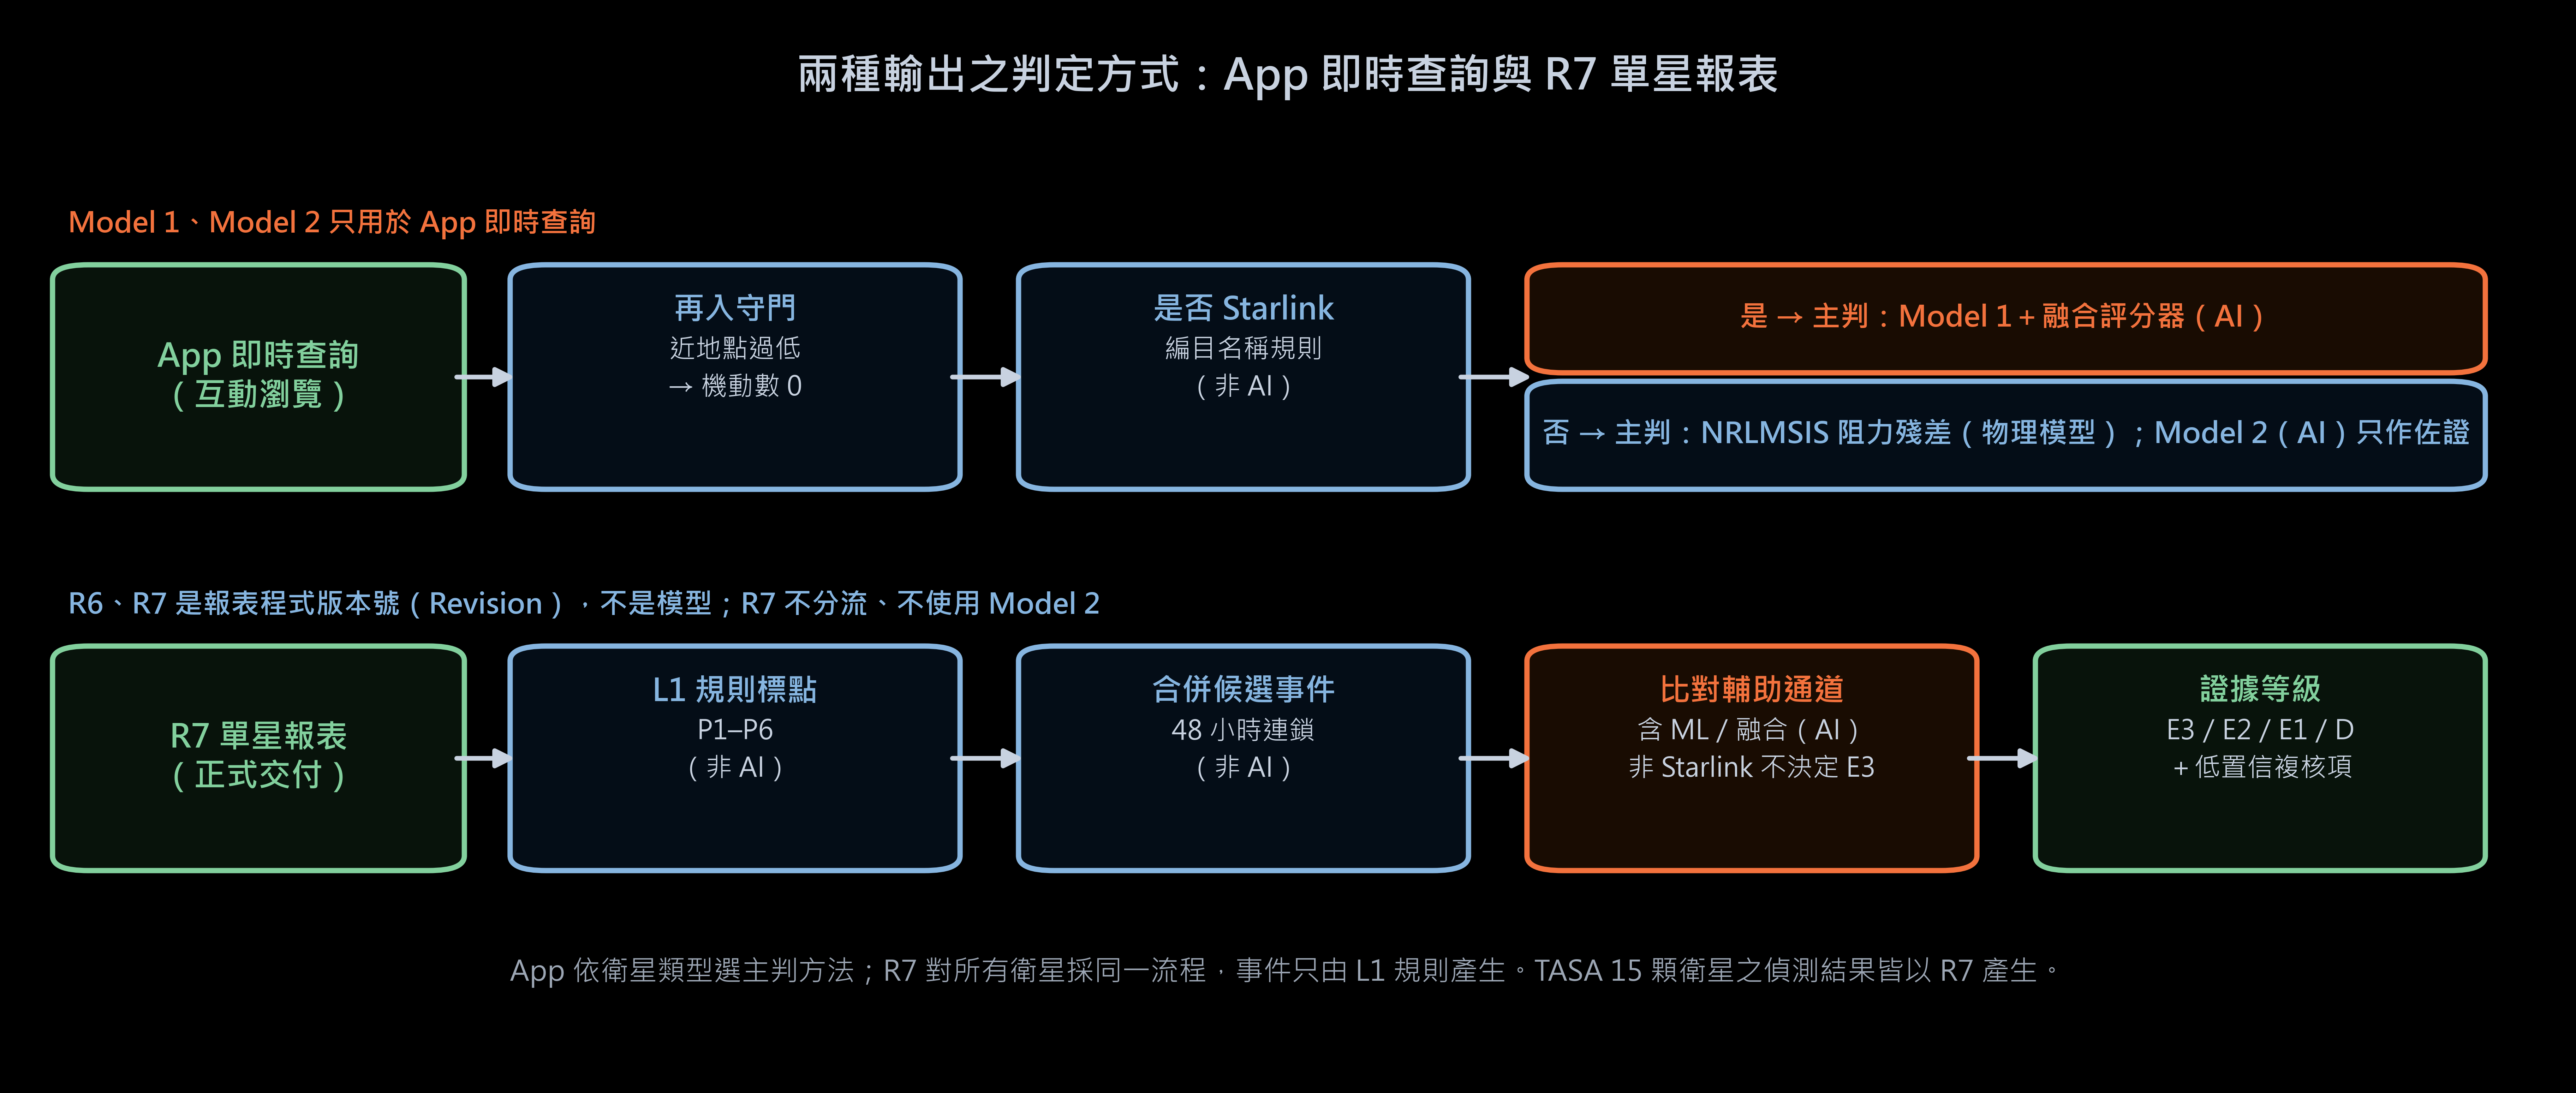 兩種輸出之判定方式：App 即時查詢與 R7 單星報表
Model 1、Model 2 只用於 App 即時查詢
App 即時查詢
（互動瀏覽）
再入守門
近地點過低
→ 機動數 0
是否 Starlink
編目名稱規則
（非 AI）
是 → 主判：Model 1＋融合評分器（AI）
否 → 主判：NRLMSIS 阻力殘差（物理模型）；Model 2（AI）只作佐證
R6、R7 是報表程式版本號（Revision），不是模型；R7 不分流、不使用 Model 2
R7 單星報表
（正式交付）
L1 規則標點
P1–P6
（非 AI）
合併候選事件
48 小時連鎖
（非 AI）
比對輔助通道
含 ML / 融合（AI）
非 Starlink 不決定 E3
證據等級
E3 / E2 / E1 / D
＋低置信複核項
App 依衛星類型選主判方法；R7 對所有衛星採同一流程，事件只由 L1 規則產生。TASA 15 顆衛星之偵測結果皆以 R7 產生。